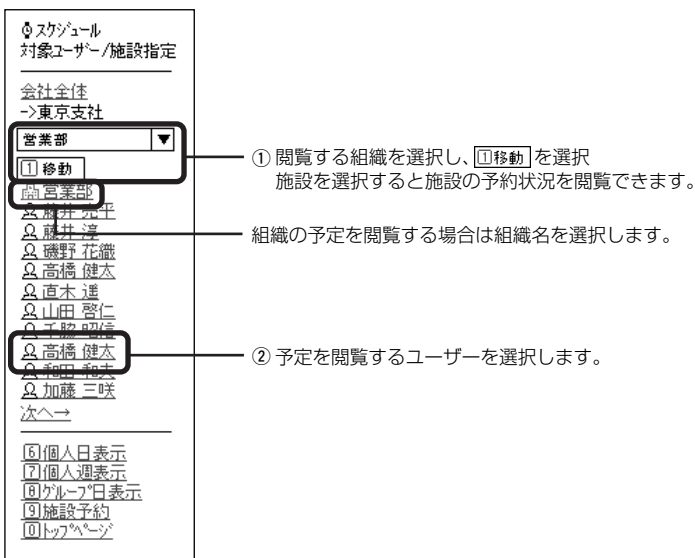 スケジュール
対象ユーザー/施設指定
会社全体
->東京支社
営業部 ▼
1 移動
営業部
藤井 亮平
藤井 淳
磯野 花織
高橋 健太
直木 遥
山田 啓仁
千脇 昭信
高橋 健太
和田 和夫
加藤 三咲
次へ→
6 個人日表示
7 個人週表示
8 グループ日表示
9 施設予約
0 トップページ
① 閲覧する組織を選択し、1移動を選択
施設を選択すると施設の予約状況を閲覧できます。
組織の予定を閲覧する場合は組織名を選択します。
② 予定を閲覧するユーザーを選択します。